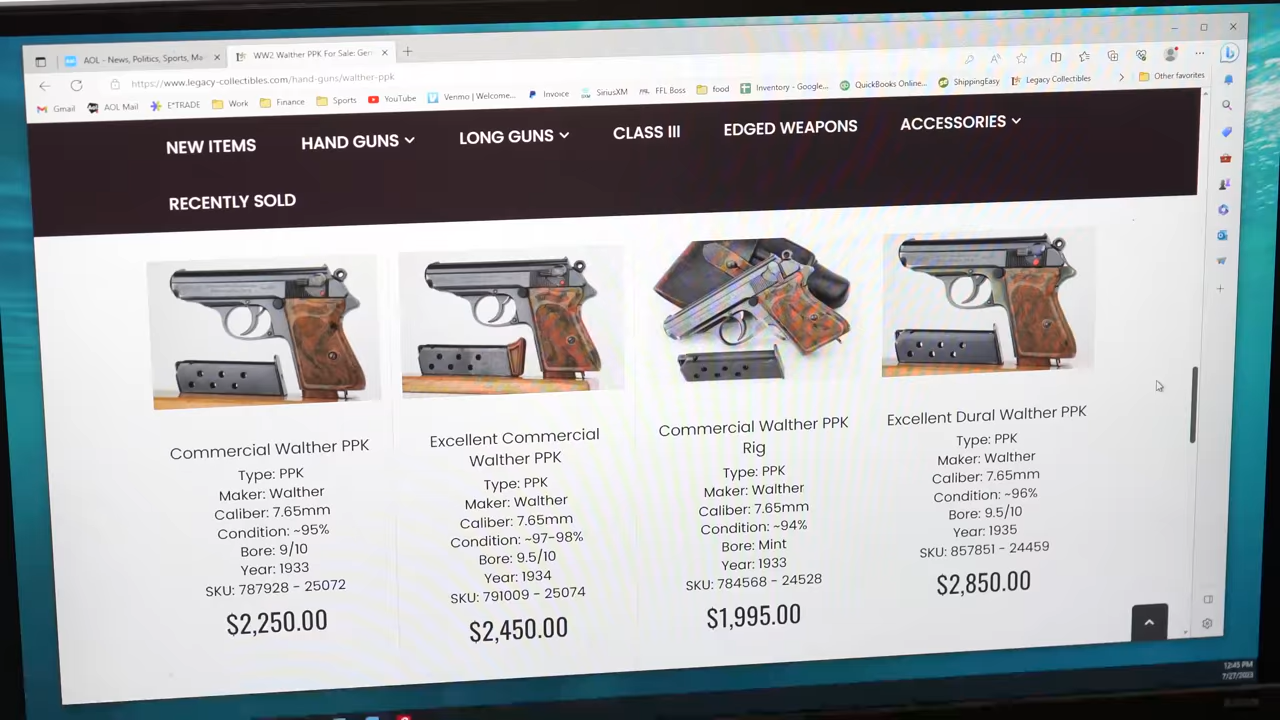 AOL - News, Politics, Sports, Ma
WW2 Walther PPK For Sale: Ger
https://www.legacy-collectibles.com/hand-guns/walther-ppk
Gmail
AOL Mail
E*TRADE
Work
Finance
Sports
YouTube
Venmo | Welcome...
Invoice
SiriusXM
FFL Boss
food
Inventory - Google...
QuickBooks Online...
ShippingEasy
Legacy Collectibles
Other favorites
NEW ITEMS
HAND GUNS
LONG GUNS
CLASS III
EDGED WEAPONS
ACCESSORIES
RECENTLY SOLD
Commercial Walther PPK
Type: PPK
Maker: Walther
Caliber: 7.65mm
Condition: ~95%
Bore: 9/10
Year: 1933
SKU: 787928 - 25072
$2,250.00
Excellent Commercial
Walther PPK
Type: PPK
Maker: Walther
Caliber: 7.65mm
Condition: ~97-98%
Bore: 9.5/10
Year: 1934
SKU: 791009 - 25074
$2,450.00
Commercial Walther PPK
Rig
Type: PPK
Maker: Walther
Caliber: 7.65mm
Condition: ~94%
Bore: Mint
Year: 1933
SKU: 784568 - 24528
$1,995.00
Excellent Dural Walther PPK
Type: PPK
Maker: Walther
Caliber: 7.65mm
Condition: ~96%
Bore: 9.5/10
Year: 1935
SKU: 857851 - 24459
$2,850.00
12:45 PM
7/27/2023